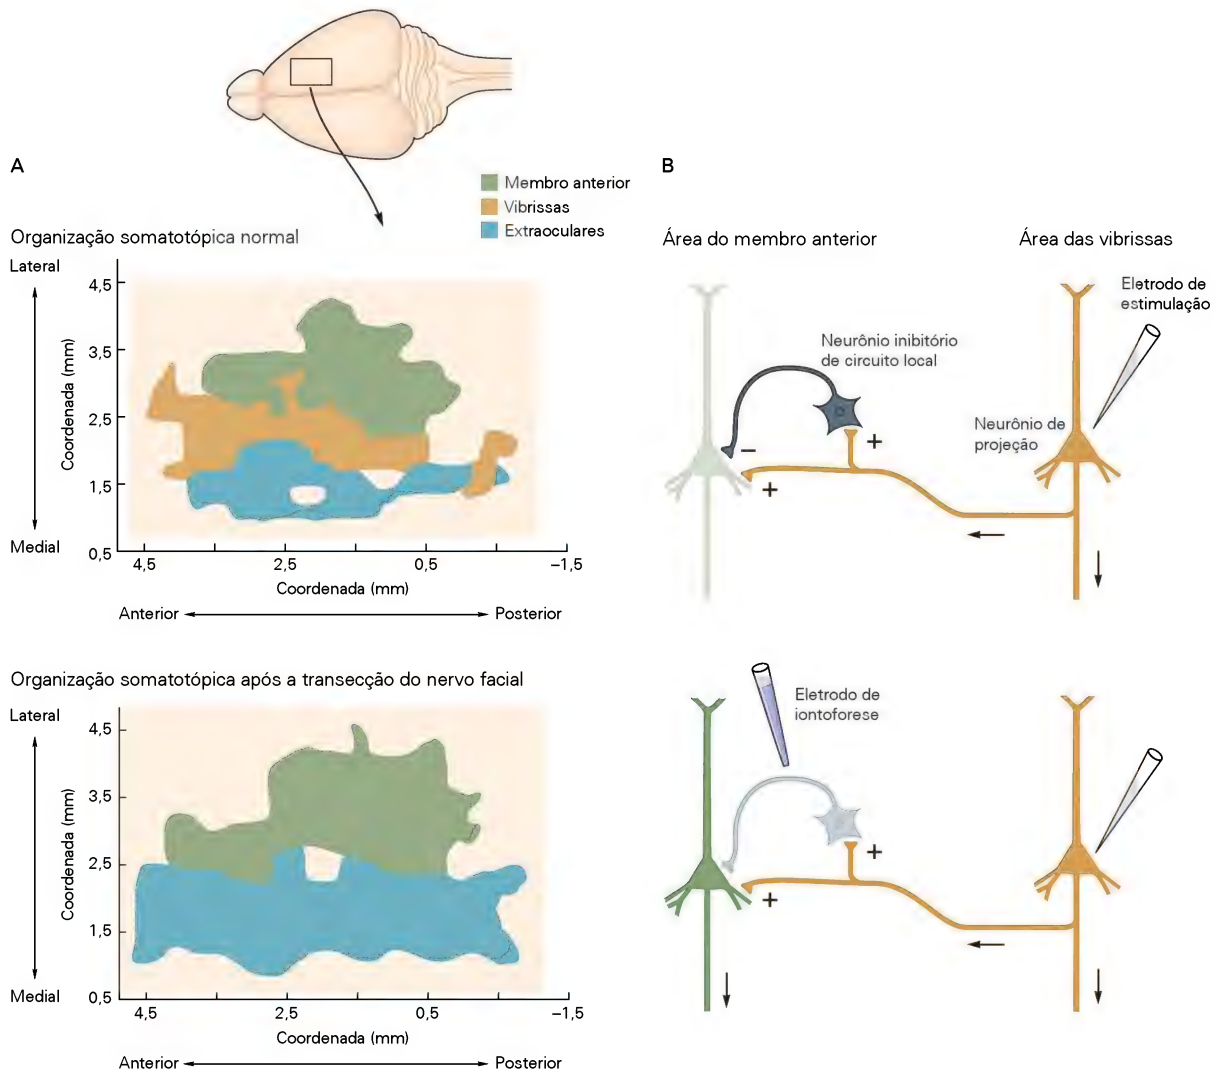 A
Membro anterior
Vibrissas
Extraoculares
Organização somatotópica normal
Lateral
4,5
3,5
2,5
1,5
0,5
Coordenada (mm)
Medial
4,5
2,5
0,5
–1,5
Coordenada (mm)
Anterior
Posterior
Organização somatotópica após a transecção do nervo facial
Lateral
4,5
3,5
2,5
1,5
0,5
Coordenada (mm)
Medial
4,5
2,5
0,5
–1,5
Coordenada (mm)
Anterior
Posterior
B
Área do membro anterior
Área das vibrissas
Eletrodo de
estimulação
Neurônio inibitório
de circuito local
Neurônio de
projeção
–
+
+
Eletrodo de
iontoforese
+
+